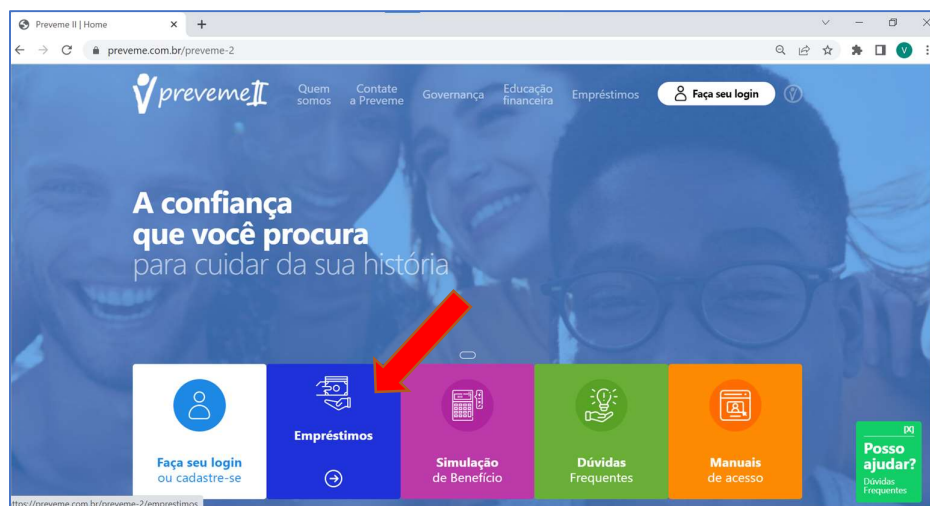 Preveme II | Home
preveme.com.br/preveme-2
V
prevemeII
Quem somos
Contate a Preveme
Governança
Educação financeira
Empréstimos
Faça seu login
A confiança
que você procura
para cuidar da sua história
Faça seu login
ou cadastre-se
Empréstimos
Simulação
de Benefício
Dúvidas
Frequentes
Manuais
de acesso
[X]
Posso
ajudar?
Dúvidas
Frequentes
ttps://preveme.com.br/preveme-2/emprestimos